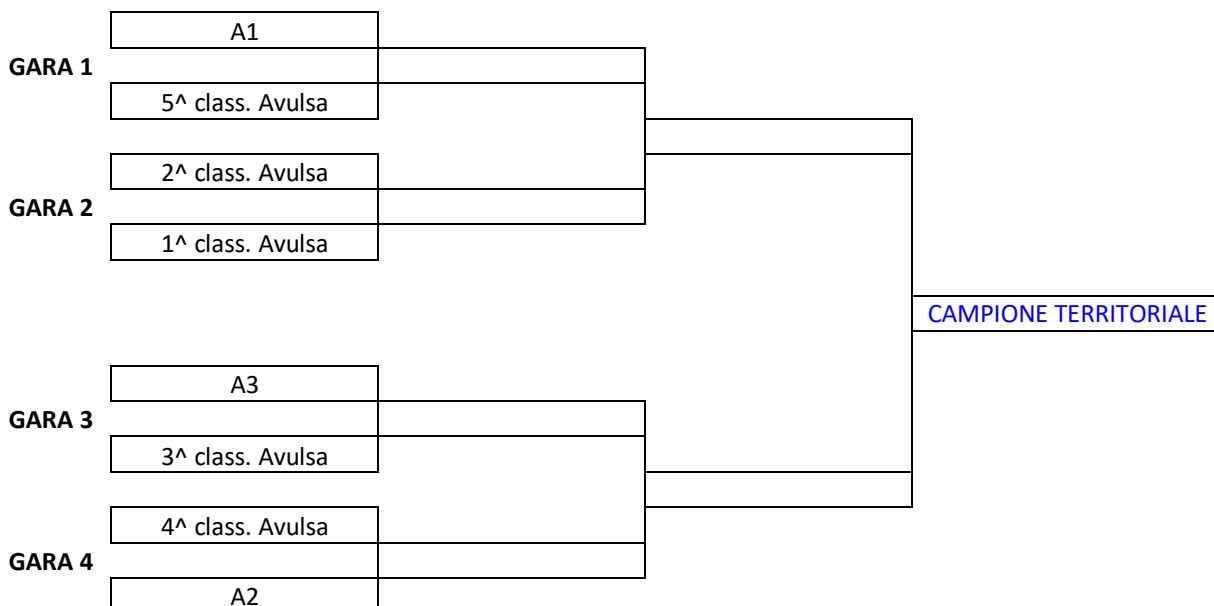 A1
GARA 1
5^ class. Avulsa
2^ class. Avulsa
GARA 2
1^ class. Avulsa
CAMPIONE TERRITORIALE
A3
GARA 3
3^ class. Avulsa
4^ class. Avulsa
GARA 4
A2